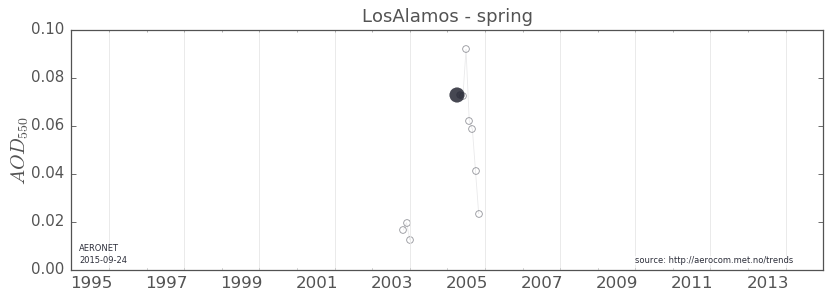 LosAlamos - spring
0.10
0.08
0.06
0.04
0.02
0.00
AOD550
AERONET
2015-09-24
source: http://aerocom.met.no/trends
1995 1997 1999 2001 2003 2005 2007 2009 2011 2013